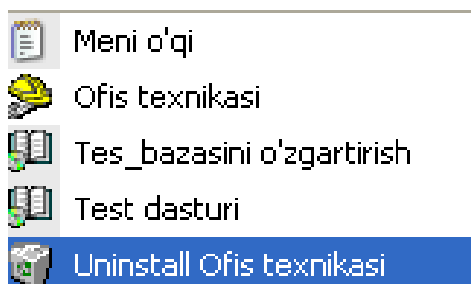 Meni o'qi
Ofis texnikasi
Tes_bazasini o'zgartirish
Test dasturi
Uninstall Ofis texnikasi